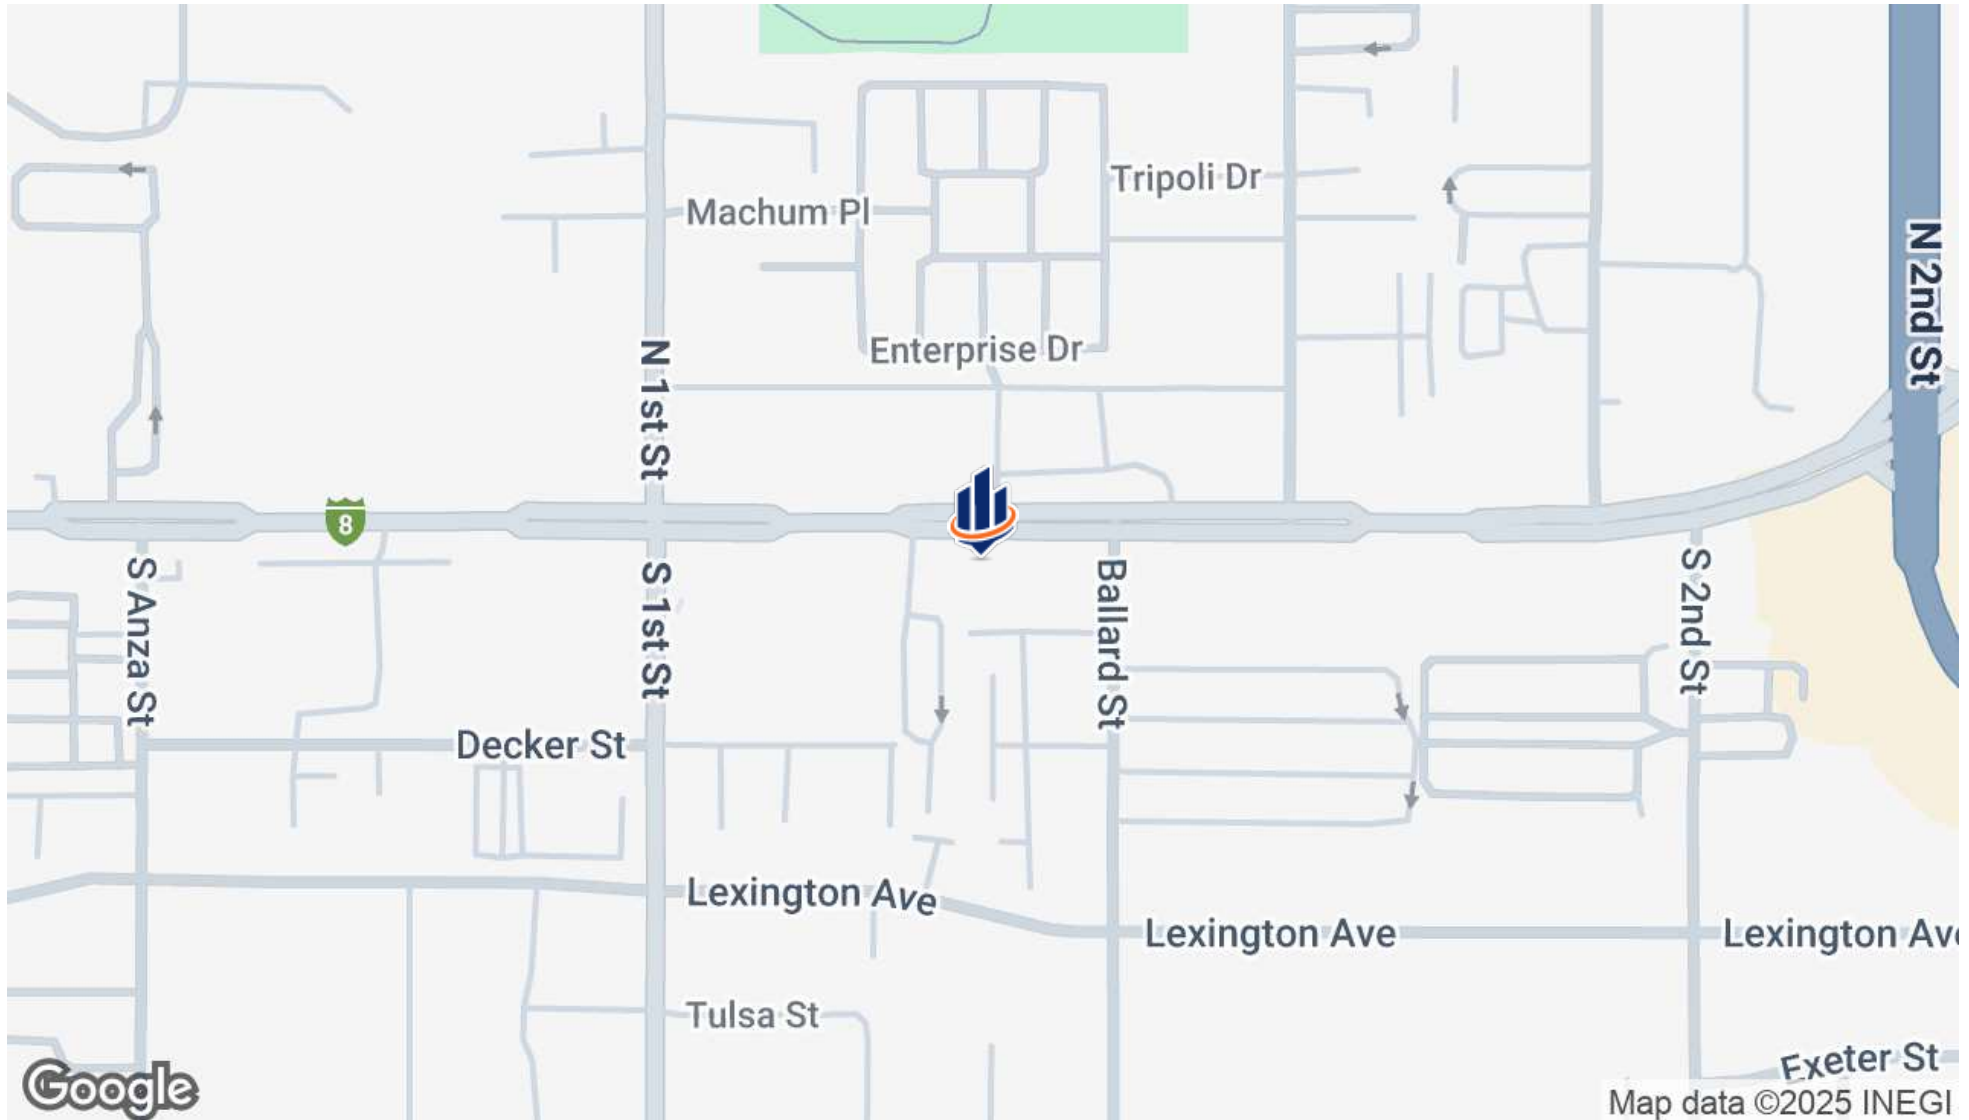 Tripoli Dr
Machum Pl
N 2nd St
Enterprise Dr
N 1st St
8
S Anza St
S 1st St
Ballard St
S 2nd St
Decker St
Lexington Ave
Lexington Ave
Lexington Ave
Tulsa St
Exeter St
Google
Map data ©2025 INEGI